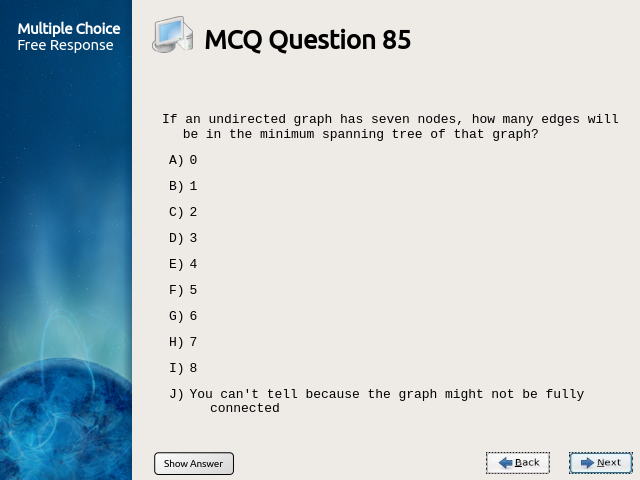 Multiple Choice
Free Response
MCQ Question 85
If an undirected graph has seven nodes, how many edges will
be in the minimum spanning tree of that graph?
A) 0
B) 1
C) 2
D) 3
E) 4
F) 5
G) 6
H) 7
I) 8
J) You can't tell because the graph might not be fully
connected
Show Answer
Back
Next